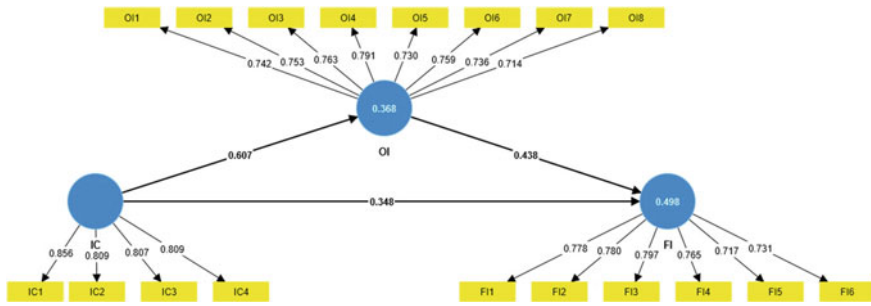 OI1 OI2 OI3 OI4 OI5 OI6 OI7 OI8
0.742 0.753 0.763 0.791 0.730 0.759 0.736 0.714
0.368
OI
0.607 0.438
0.348
0.498
IC FI
0.856 0.809 0.807 0.809
0.778 0.780 0.797 0.765 0.717 0.731
IC1 IC2 IC3 IC4 FI1 FI2 FI3 FI4 FI5 FI6